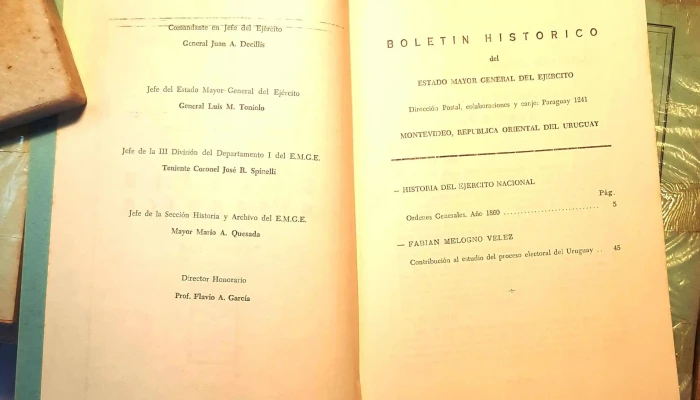 Comandante en Jefe del Ejército
General Juan A. Decillis
Jefe del Estado Mayor General del Ejército
General Luis M. Toniolo
Jefe de la III División del Departamento I del E.M.G.E.
Teniente Coronel José R. Spinelli
Jefe de la Sección Historia y Archivo del E.M.G.E.
Mayor Mario A. Quesada
Director Honorario
Prof. Flavio A. García
BOLETIN HISTORICO
del
ESTADO MAYOR GENERAL DEL EJERCITO
Dirección Postal, colaboraciones y canje: Paraguay 1241
MONTEVIDEO, REPUBLICA ORIENTAL DEL URUGUAY
— HISTORIA DEL EJERCITO NACIONAL
Pág.
Ordenes Generales. Año 1860 .......................... 5
— FABIAN MELOGNO VELEZ
Contribución al estudio del proceso electoral del Uruguay .. 45